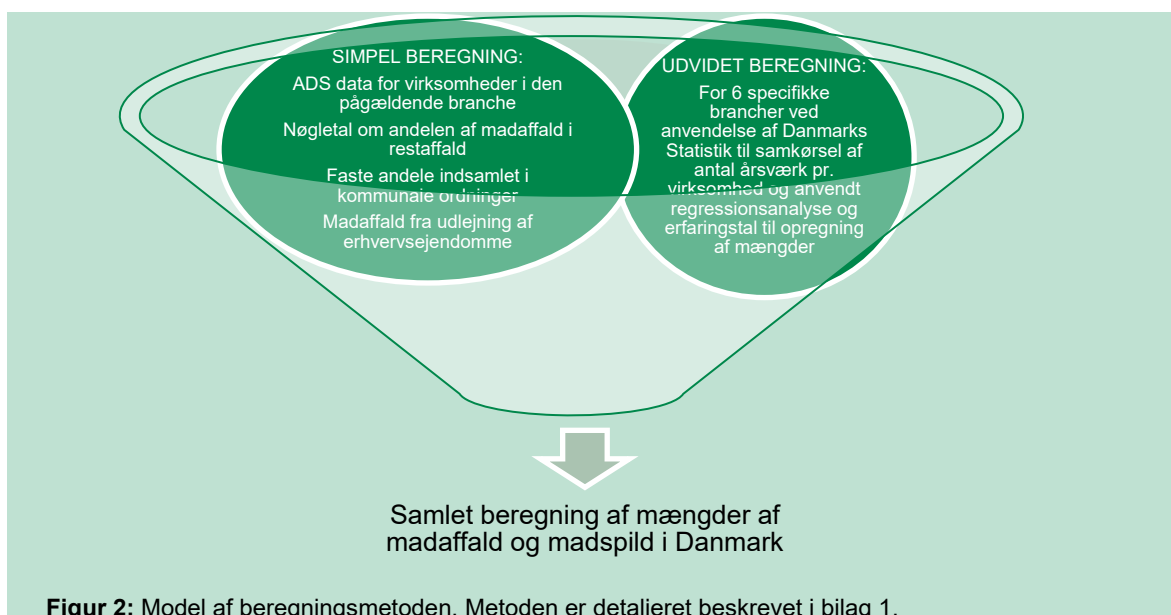 SIMPEL BEREGNING:
ADS data for virksomheder i den
pågældende branche
Nøgletal om andelen af madaffald i
restaffald
Faste andele indsamlet i
kommunale ordninger
Madaffald fra udlejning af
erhvervsejendomme
UDVIDET BEREGNING:
For 6 specifikke
brancher ved
anvendelse af Danmarks
Statistik til samkørsel af
antal årsværk pr.
virksomhed og anvendt
regressionsanalyse og
erfaringstal til opregning
af mængder
Samlet beregning af mængder af
madaffald og madspild i Danmark
Figur 2: Model af beregningsmetoden. Metoden er detaljeret beskrevet i bilag 1.